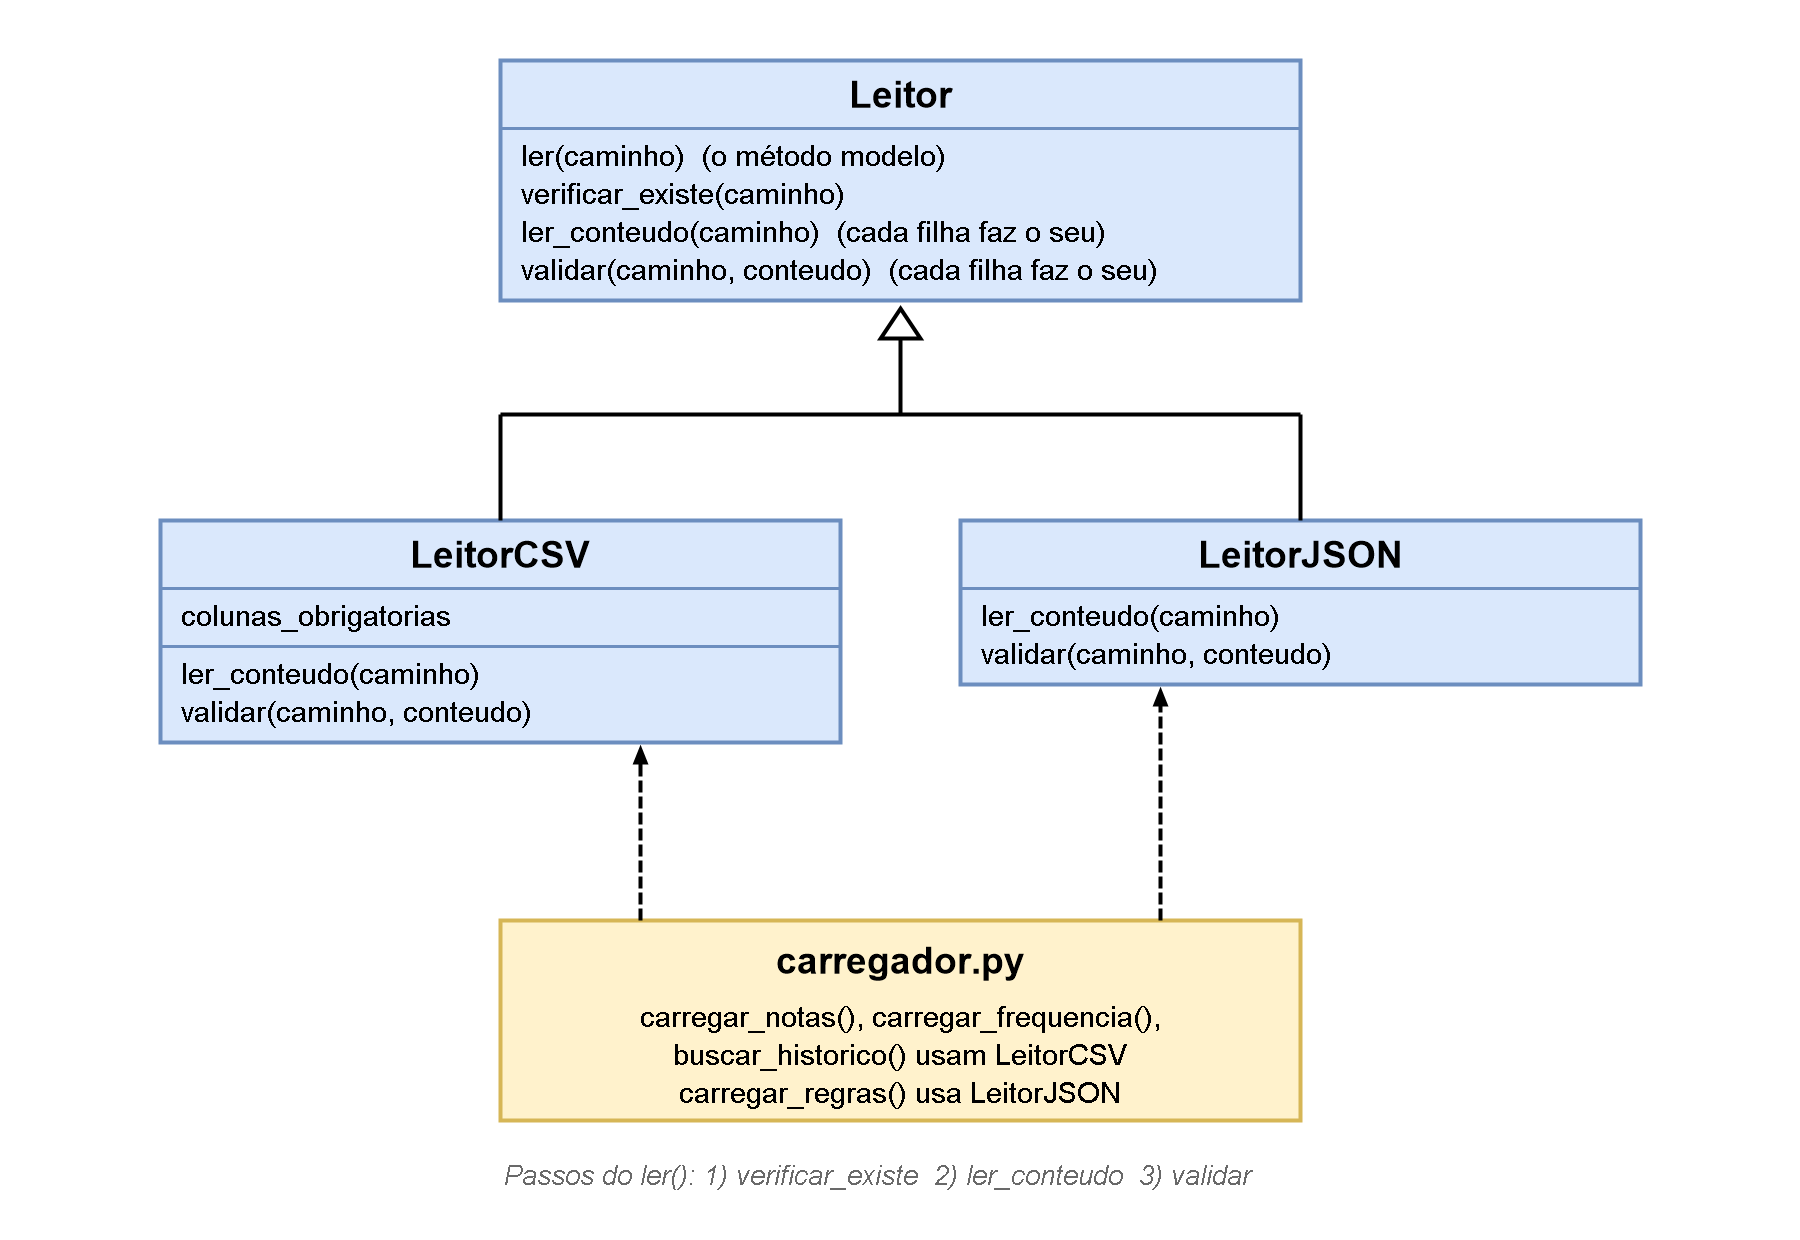 Leitor
ler(caminho)  (o método modelo)
verificar_existe(caminho)
ler_conteudo(caminho)  (cada filha faz o seu)
validar(caminho, conteudo)  (cada filha faz o seu)
LeitorCSV
colunas_obrigatorias
ler_conteudo(caminho)
validar(caminho, conteudo)
LeitorJSON
ler_conteudo(caminho)
validar(caminho, conteudo)
carregador.py
carregar_notas(), carregar_frequencia(),
buscar_historico() usam LeitorCSV
carregar_regras() usa LeitorJSON
Passos do ler(): 1) verificar_existe  2) ler_conteudo  3) validar